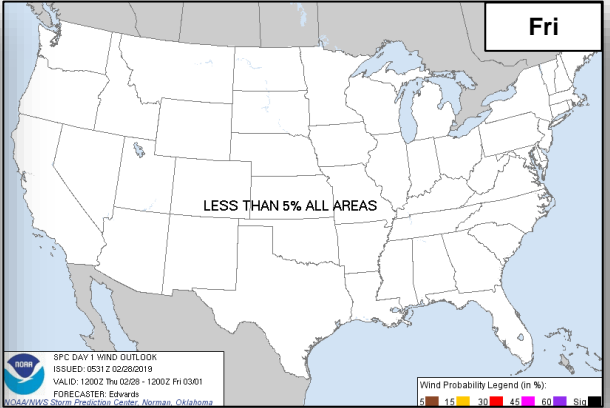 Fri
LESS THAN 5% ALL AREAS
NOAA
SPC DAY 1 WIND OUTLOOK
ISSUED: 0531 Z 02/28/2019
VALID: 1200Z Thu 02/28 - 1200Z Fri 03/01
FORECASTER: Edwards
NOAA/NWS Storm Prediction Center, Norman, Oklahoma
Wind Probability Legend (in %):
5 15 30 45 60 Sig